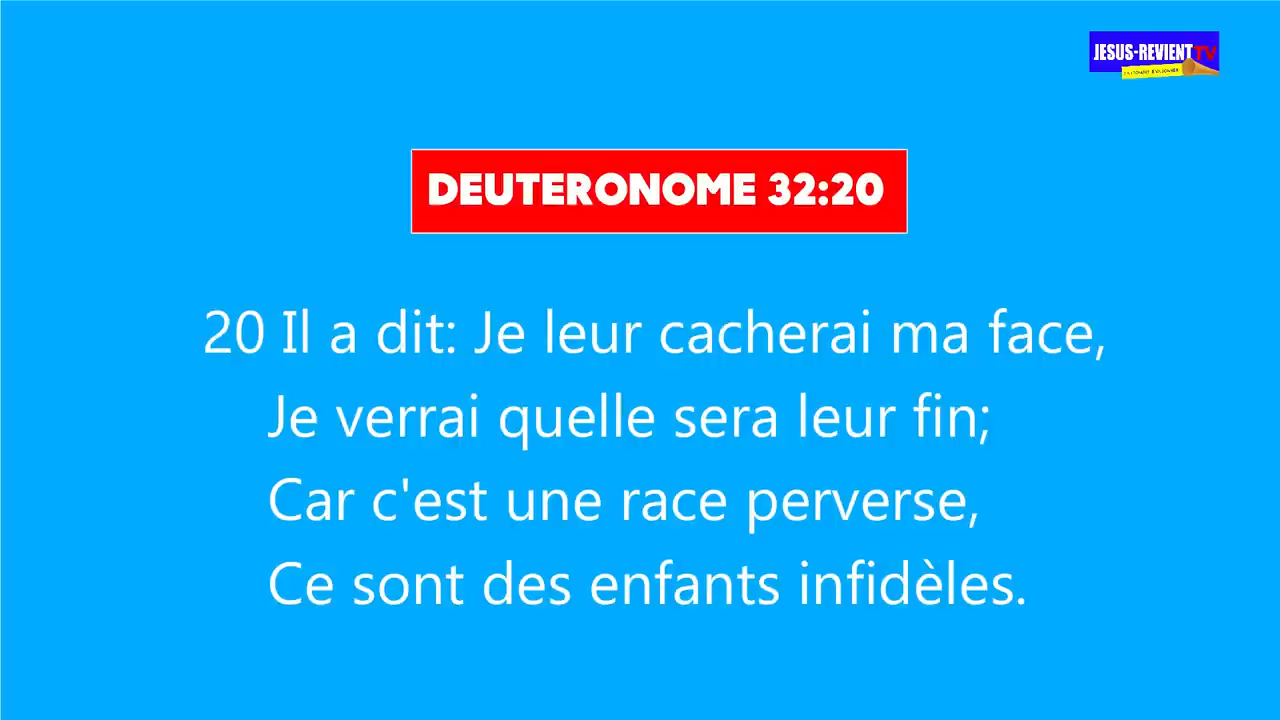 JESUS-REVIENT TV
DEUTERONOME 32:20
20 Il a dit: Je leur cacherai ma face,
Je verrai quelle sera leur fin;
Car c'est une race perverse,
Ce sont des enfants infidèles.